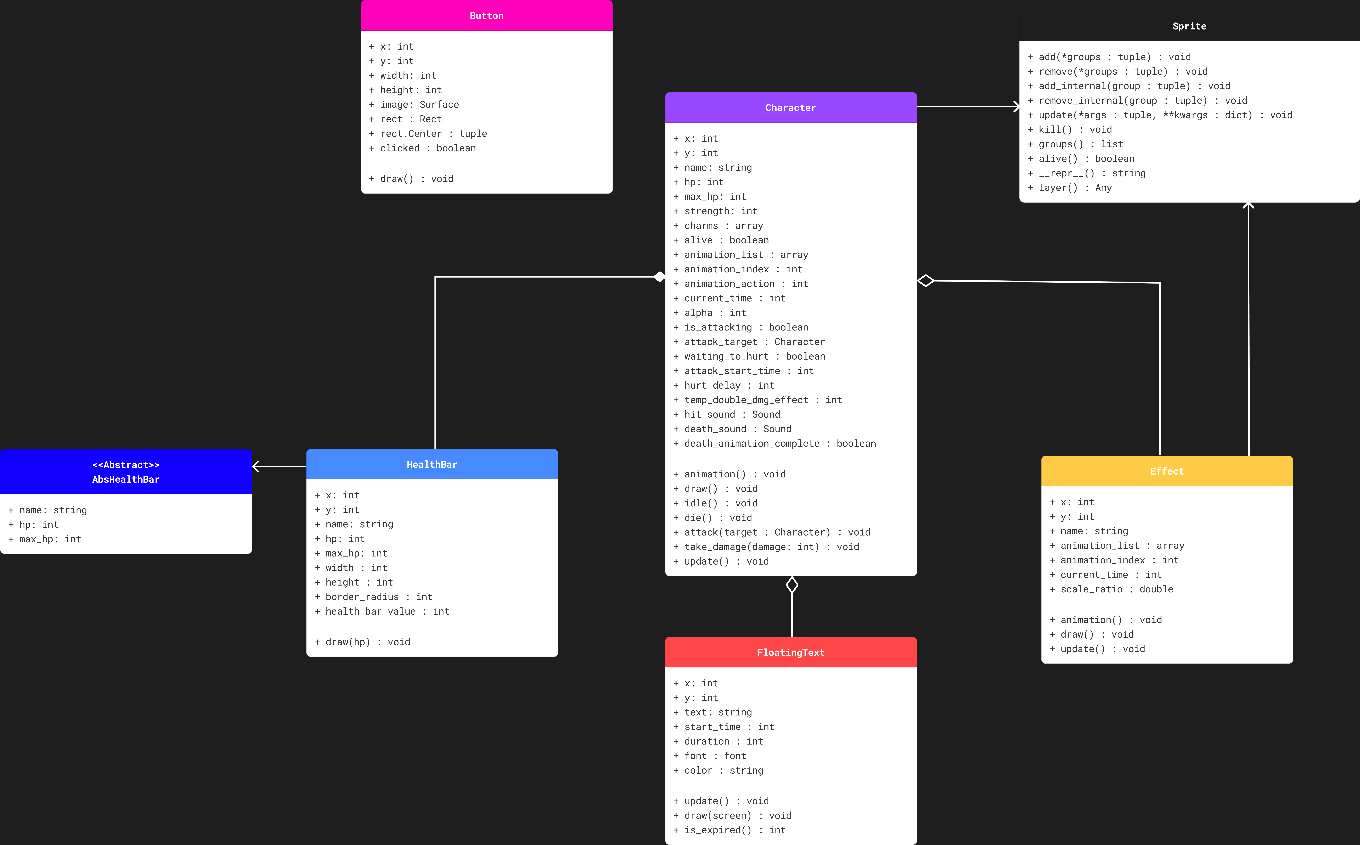 Button
+ x: int
+ y: int
+ width: int
+ height: int
+ image: Surface
+ rect : Rect
+ rect.Center : tuple
+ clicked : boolean
+ draw() : void
Sprite
+ add(*groups : tuple) : void
+ remove(*groups : tuple) : void
+ add_internal(group : tuple) : void
+ remove_internal(group : tuple) : void
+ update(*args : tuple, **kwargs : dict) : void
+ kill() : void
+ groups() : list
+ alive() : boolean
+ __repr__() : string
+ layer() : Any
Character
+ x: int
+ y: int
+ name: string
+ hp: int
+ max_hp: int
+ strength: int
+ charms : array
+ alive : boolean
+ animation_list : array
+ animation_index : int
+ animation_action : int
+ current_time : int
+ alpha : int
+ is_attacking : boolean
+ attack_target : Character
+ waiting_to_hurt : boolean
+ attack_start_time : int
+ hurt_delay : int
+ temp_double_dmg_effect : int
+ hit_sound : Sound
+ death_sound : Sound
+ death_animation_complete : boolean
+ animation() : void
+ draw() : void
+ idle() : void
+ die() : void
+ attack(target : Character) : void
+ take_damage(damage: int) : void
+ update() : void
<<Abstract>>
AbsHealthBar
+ name: string
+ hp: int
+ max_hp: int
HealthBar
+ x: int
+ y: int
+ name: string
+ hp: int
+ max_hp: int
+ width : int
+ height : int
+ border_radius : int
+ health_bar_value : int
+ draw(hp) : void
Effect
+ x: int
+ y: int
+ name: string
+ animation_list : array
+ animation_index : int
+ current_time : int
+ scale_ratio : double
+ animation() : void
+ draw() : void
+ update() : void
FloatingText
+ x: int
+ y: int
+ text: string
+ start_time : int
+ duration : int
+ font : font
+ color : string
+ update() : void
+ draw(screen) : void
+ is_expired() : int